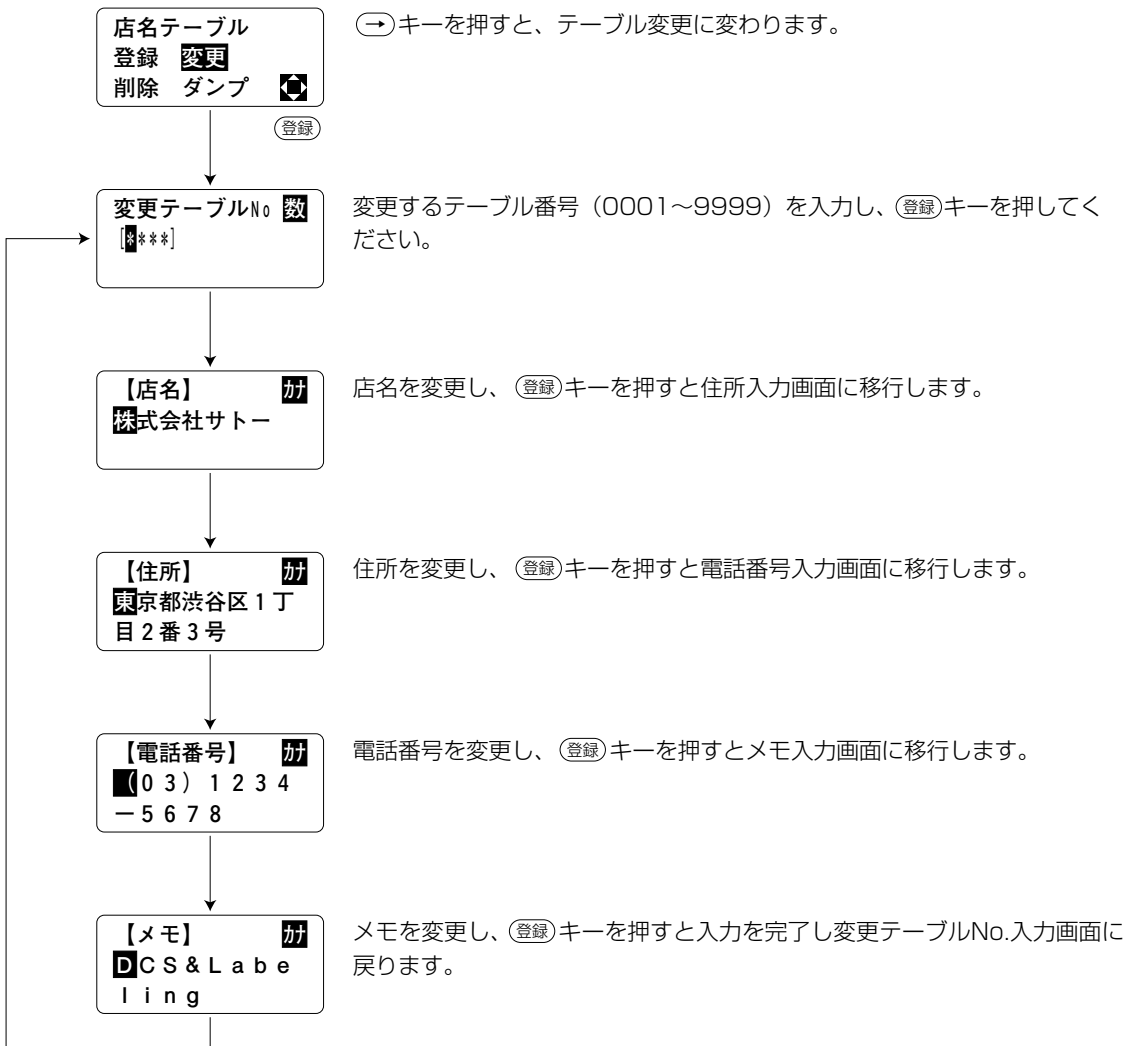 店名テーブル
登録 変更
削除 ダンプ
→キーを押すと、テーブル変更に変わります。
登録
変更テーブルNo 数
[****]
変更するテーブル番号（0001〜9999）を入力し、登録キーを押してく
ださい。
【店名】 ｶﾅ
株式会社サトー
店名を変更し、登録キーを押すと住所入力画面に移行します。
【住所】 ｶﾅ
東京都渋谷区１丁
目２番３号
住所を変更し、登録キーを押すと電話番号入力画面に移行します。
【電話番号】 ｶﾅ
（０３）１２３４
－５６７８
電話番号を変更し、登録キーを押すとメモ入力画面に移行します。
【メモ】 ｶﾅ
ＤＣＳ＆Ｌａｂｅ
ｌｉｎｇ
メモを変更し、登録キーを押すと入力を完了し変更テーブルNo.入力画面に
戻ります。